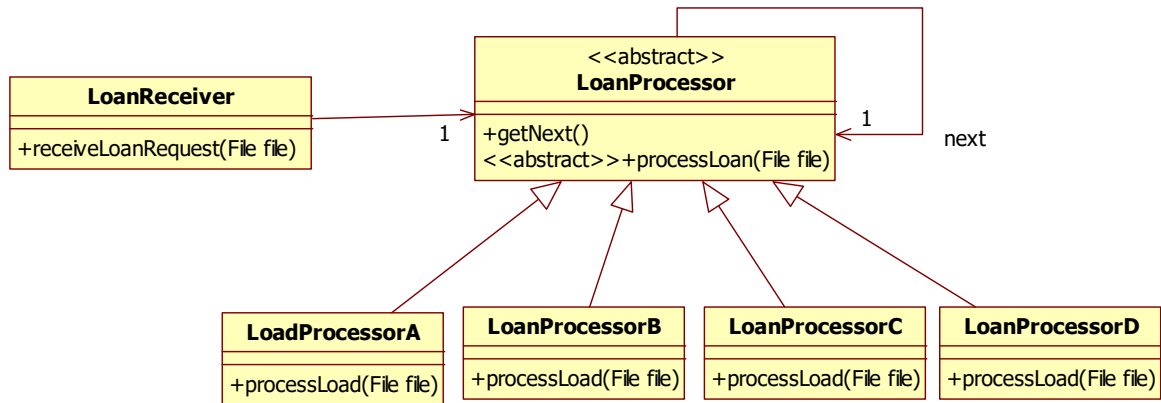 <<abstract>>
LoanProcessor
LoanReceiver
+receiveLoanRequest(File file)
1
+getNext()
<<abstract>>+processLoan(File file)
1
next
LoadProcessorA
+processLoad(File file)
LoanProcessorB
+processLoad(File file)
LoanProcessorC
+processLoad(File file)
LoanProcessorD
+processLoad(File file)